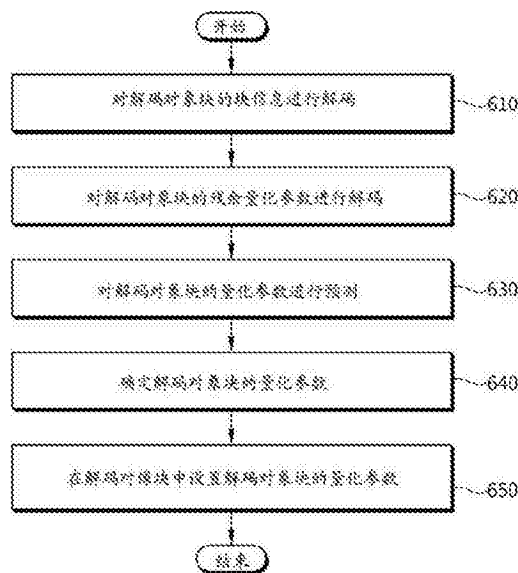 开始
对解码对象块的块信息进行解码
610
对解码对象块的残余量化参数进行解码
620
对解码对象块的量化参数进行预测
630
确定解码对象块的量化参数
640
在解码对像块中设置解码对象块的量化参数
650
结束